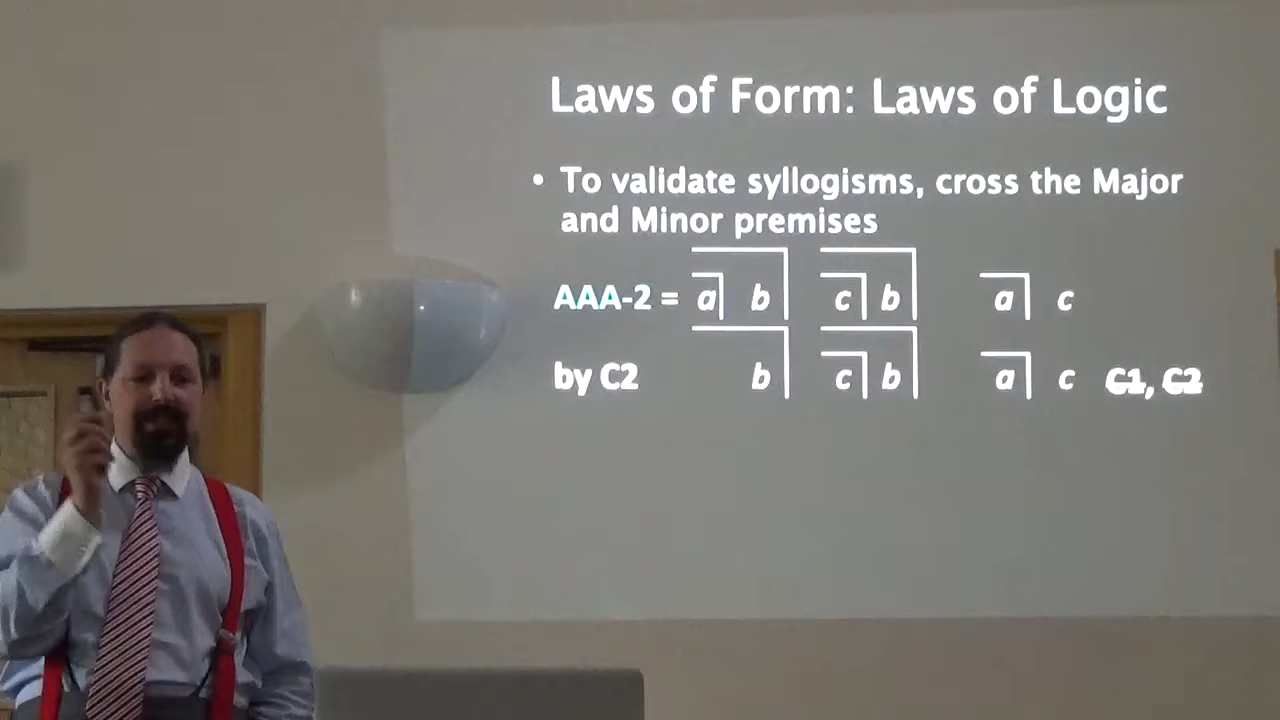 Laws of Form: Laws of Logic
• To validate syllogisms, cross the Major
and Minor premises
AAA-2 = a b c b a c
by C2 b c b a c C1, C2